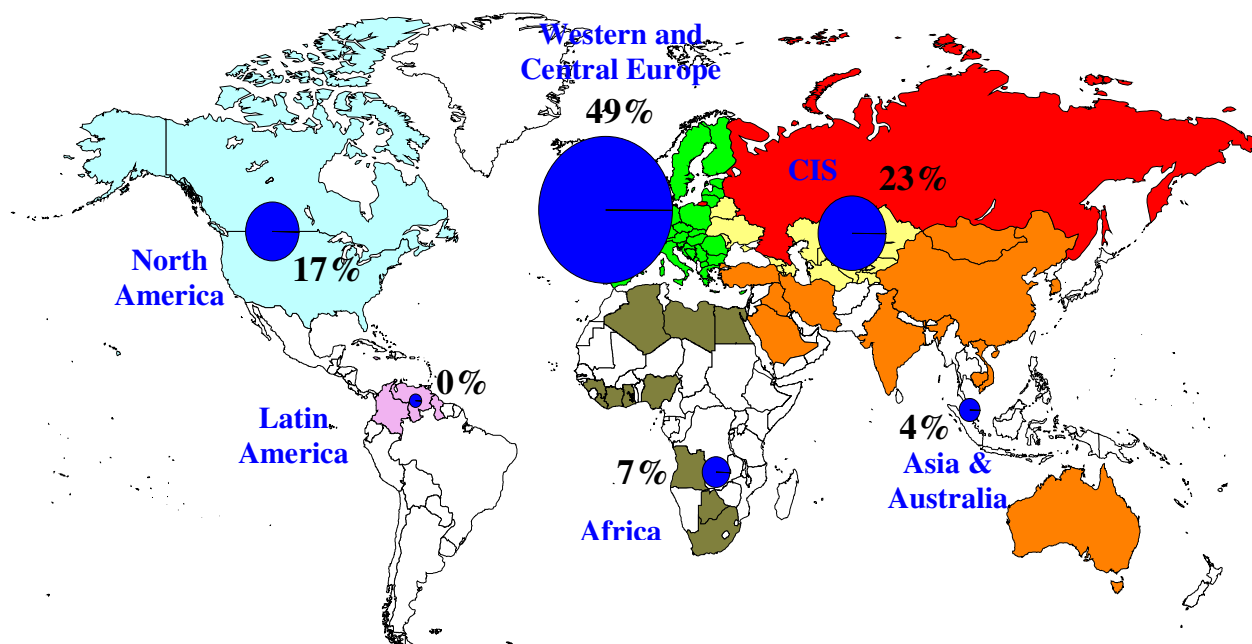 Western and
Central Europe
49%
CIS
23%
North
America
17%
0%
Latin
America
4%
Asia &
Australia
7%
Africa